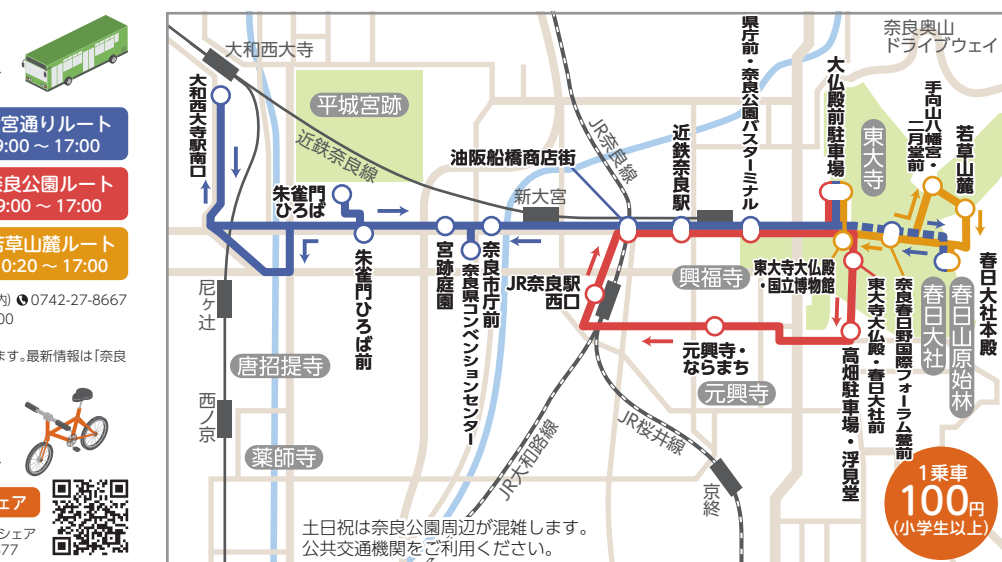 宮通りルート
9:00 ~ 17:00
良公園ルート
9:00 ~ 17:00
若草山麓ルート
0:20 ~ 17:00
内) 0742-27-8667
00
ます。最新情報は「奈良
ェア
シェア
77
大和西大寺
大和西大寺駅南口
平城宮跡
近鉄奈良線
朱雀門
ひろば
朱雀門ひろば前
宮跡庭園
奈良県コンベンションセンター
奈良市庁前
油阪船橋商店街
新大宮
JR奈良線
近鉄奈良駅
県庁前・奈良公園バスターミナル
大仏殿前駐車場
奈良奥山
ドライブウェイ
東大寺
手向山八幡宮・
二月堂前
若草山麓
JR奈良駅
西口
興福寺
東大寺大仏殿
・国立博物館
元興寺・
ならまち
元興寺
高畑駐車場・浮見堂
東大寺大仏殿・春日大社前
奈良春日野国際フォーラム甍前
春日大社
春日山原始林
春日大社本殿
尼ヶ辻
唐招提寺
西ノ京
薬師寺
JR大和路線
JR桜井線
京終
土日祝は奈良公園周辺が混雑します。
公共交通機関をご利用ください。
1乗車
100円
(小学生以上)